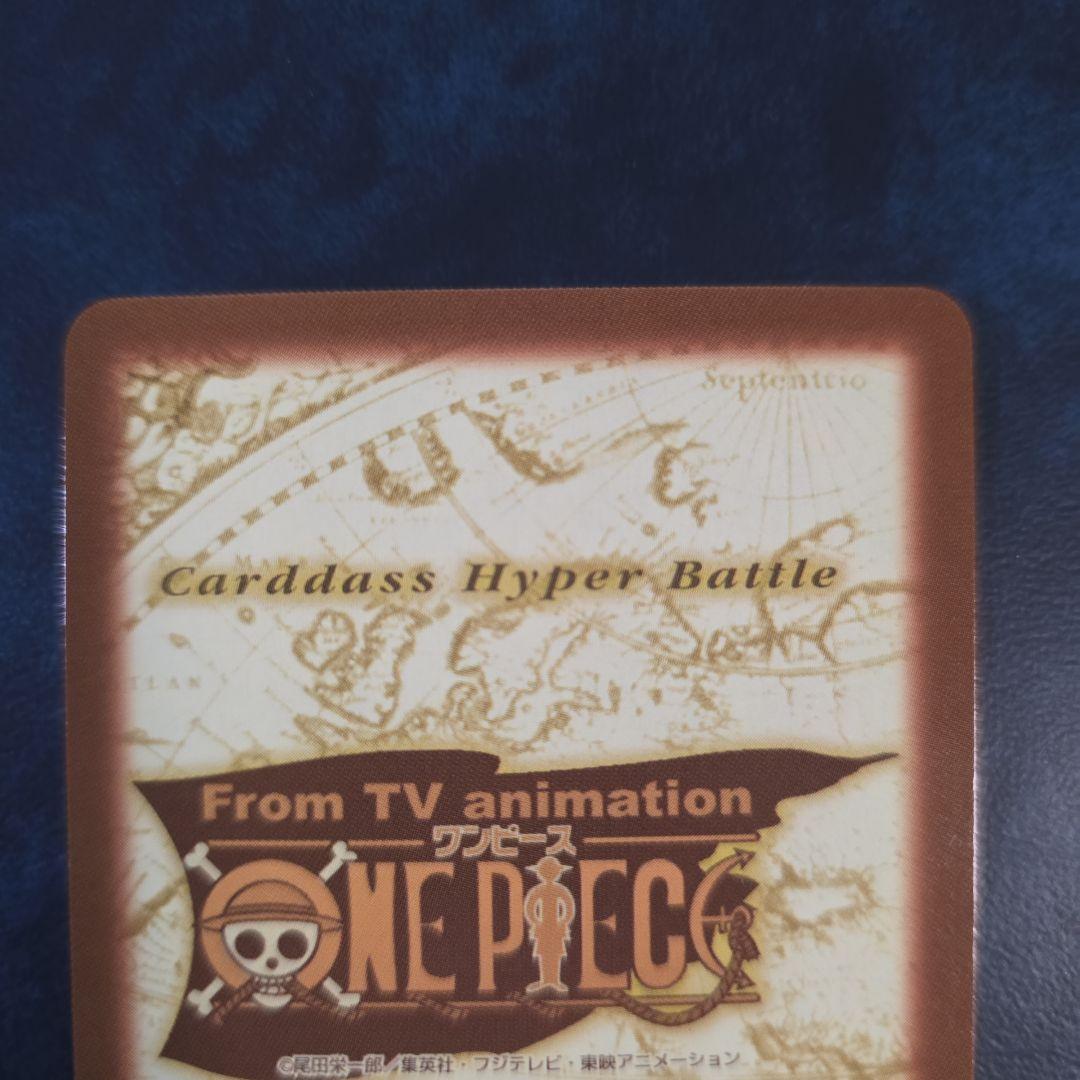 Septentrio
Carddass Hyper Battle
From TV animation
ワンピース
ONE PIECE
©尾田栄一郎／集英社・フジテレビ・東映アニメーション